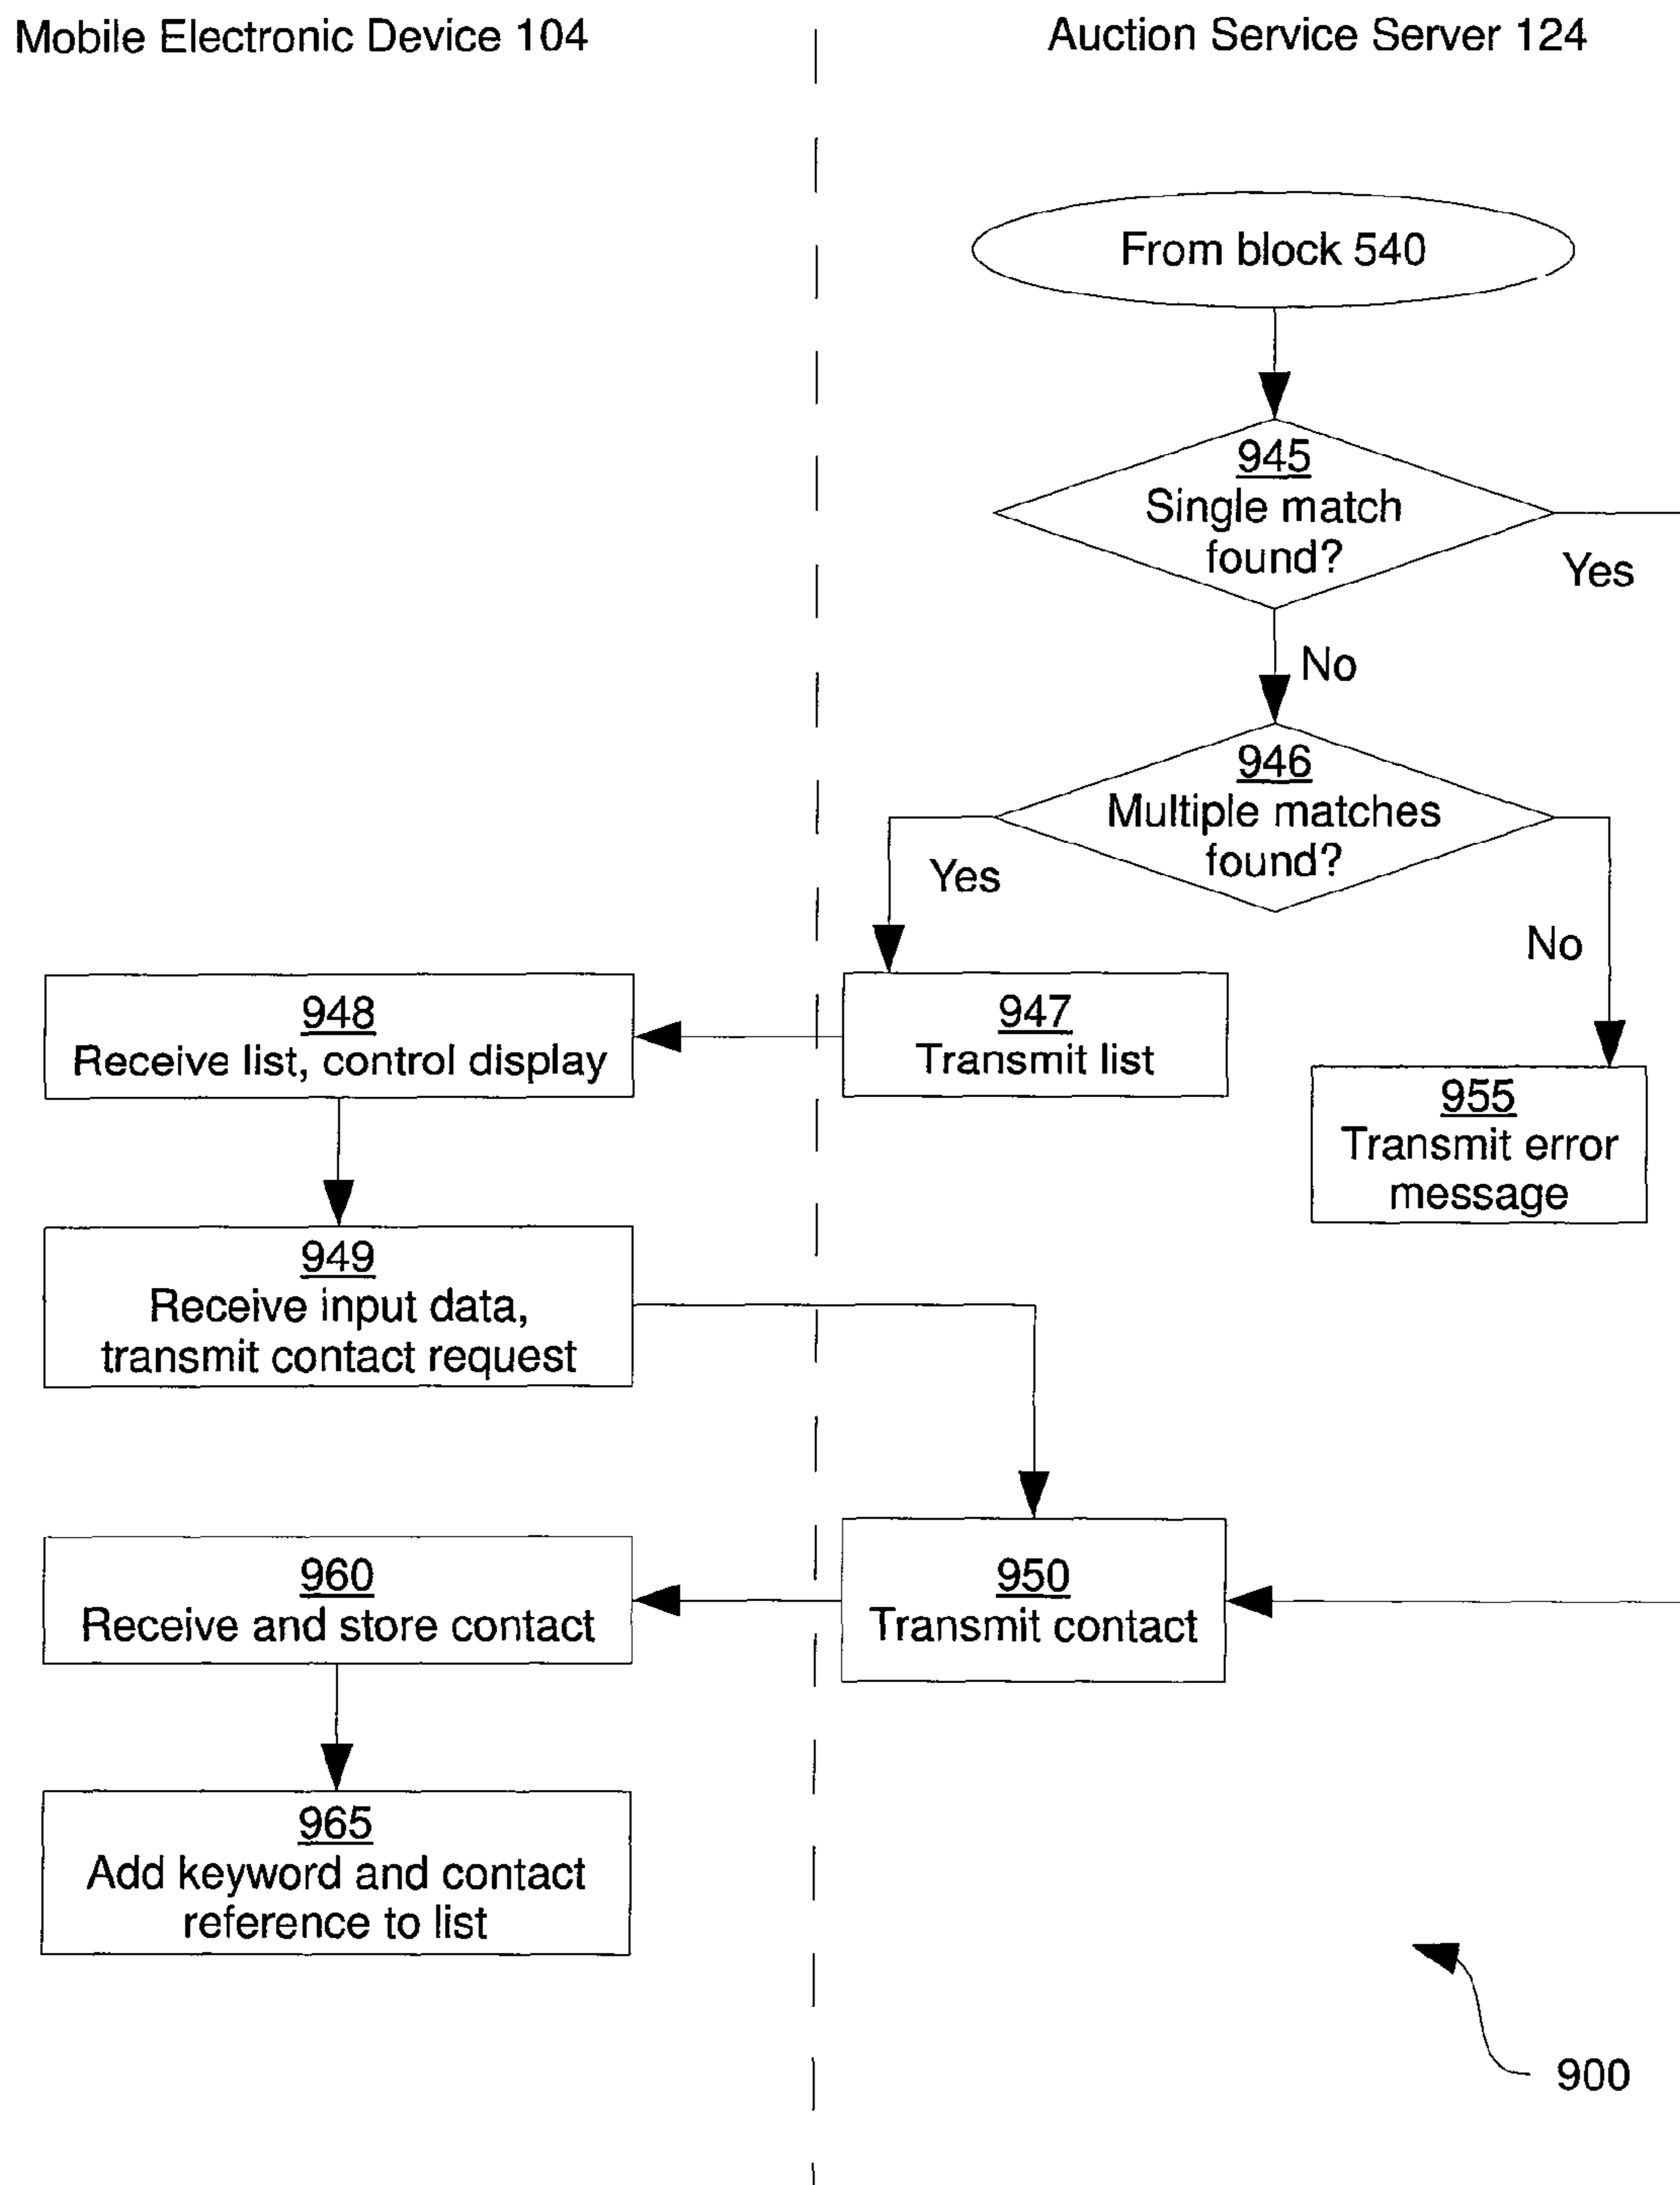 Mobile Electronic Device 104
Auction Service Server 124
From block 540
945
Single match
found?
Yes
No
946
Multiple matches
found?
Yes
No
948
Receive list, control display
947
Transmit list
955
Transmit error
message
949
Receive input data,
transmit contact request
960
Receive and store contact
950
Transmit contact
965
Add keyword and contact
reference to list
900